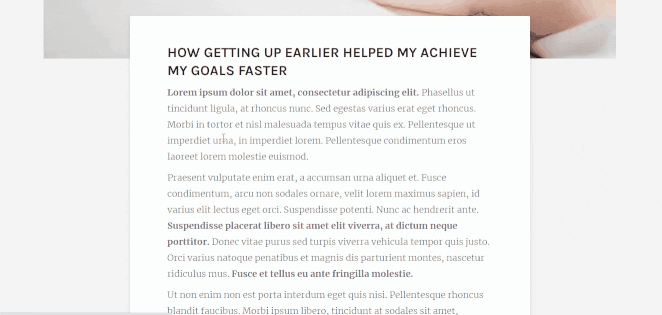 HOW GETTING UP EARLIER HELPED MY ACHIEVE
MY GOALS FASTER
Lorem ipsum dolor sit amet, consectetur adipiscing elit. Phasellus ut
tincidunt ligula, at rhoncus nunc. Sed egestas varius erat eget rhoncus.
Morbi in tortor et nisl malesuada tempus vitae quis ex. Pellentesque ut
imperdiet urna, in imperdiet lorem. Pellentesque condimentum eros
laoreet lorem molestie euismod.
Praesent vulputate enim erat, a accumsan urna aliquet et. Fusce
condimentum, arcu non sodales ornare, velit lorem maximus sapien, id
varius elit lectus eget orci. Suspendisse potenti. Nunc ac hendrerit ante.
Suspendisse placerat libero sit amet elit viverra, at dictum neque
porttitor. Donec vitae purus sed turpis viverra vehicula tempor quis justo.
Orci varius natoque penatibus et magnis dis parturient montes, nascetur
ridiculus mus. Fusce et tellus eu ante fringilla molestie.
Ut non enim non est porta interdum eget quis nisi. Pellentesque rhoncus
blandit faucibus. Morbi ipsum libero, tincidunt at sodales sit amet,